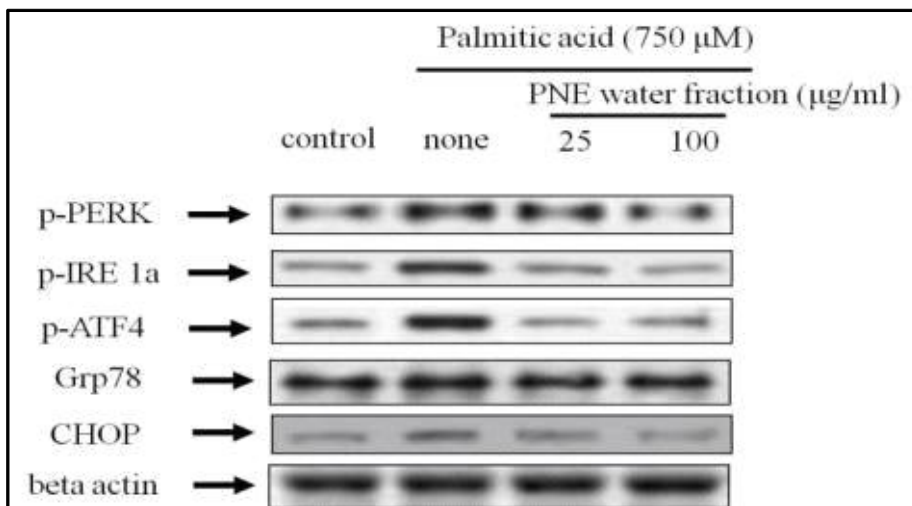 Palmitic acid (750 μM)
PNE water fraction (μg/ml)
control none 25 100
p-PERK
p-IRE 1a
p-ATF4
Grp78
CHOP
beta actin